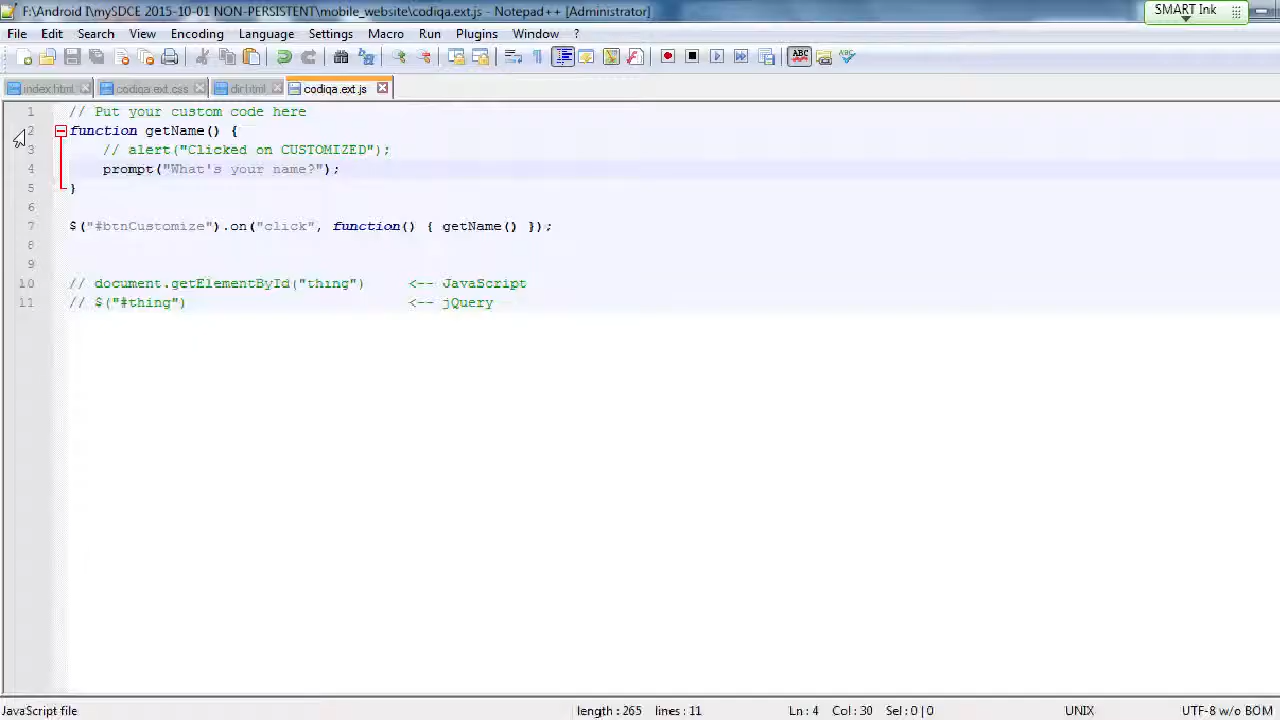 F:\Android I\mySDCE 2015-10-01 NON-PERSISTENT\mobile_website\codiqa.ext.js - Notepad++ [Administrator]
SMART Ink
File Edit Search View Encoding Language Settings Macro Run Plugins Window ?
index.html codiqa.ext.css dir.html codiqa.ext.js
1 // Put your custom code here
2 function getName() {
3 // alert("Clicked on CUSTOMIZED");
4 prompt("What's your name?");
5 }
6
7 $("#btnCustomize").on("click", function() { getName() });
8
9
10 // document.getElementById("thing") <-- JavaScript
11 // $("#thing") <-- jQuery
JavaScript file length : 265 lines : 11 Ln : 4 Col : 30 Sel : 0 | 0 UNIX UTF-8 w/o BOM